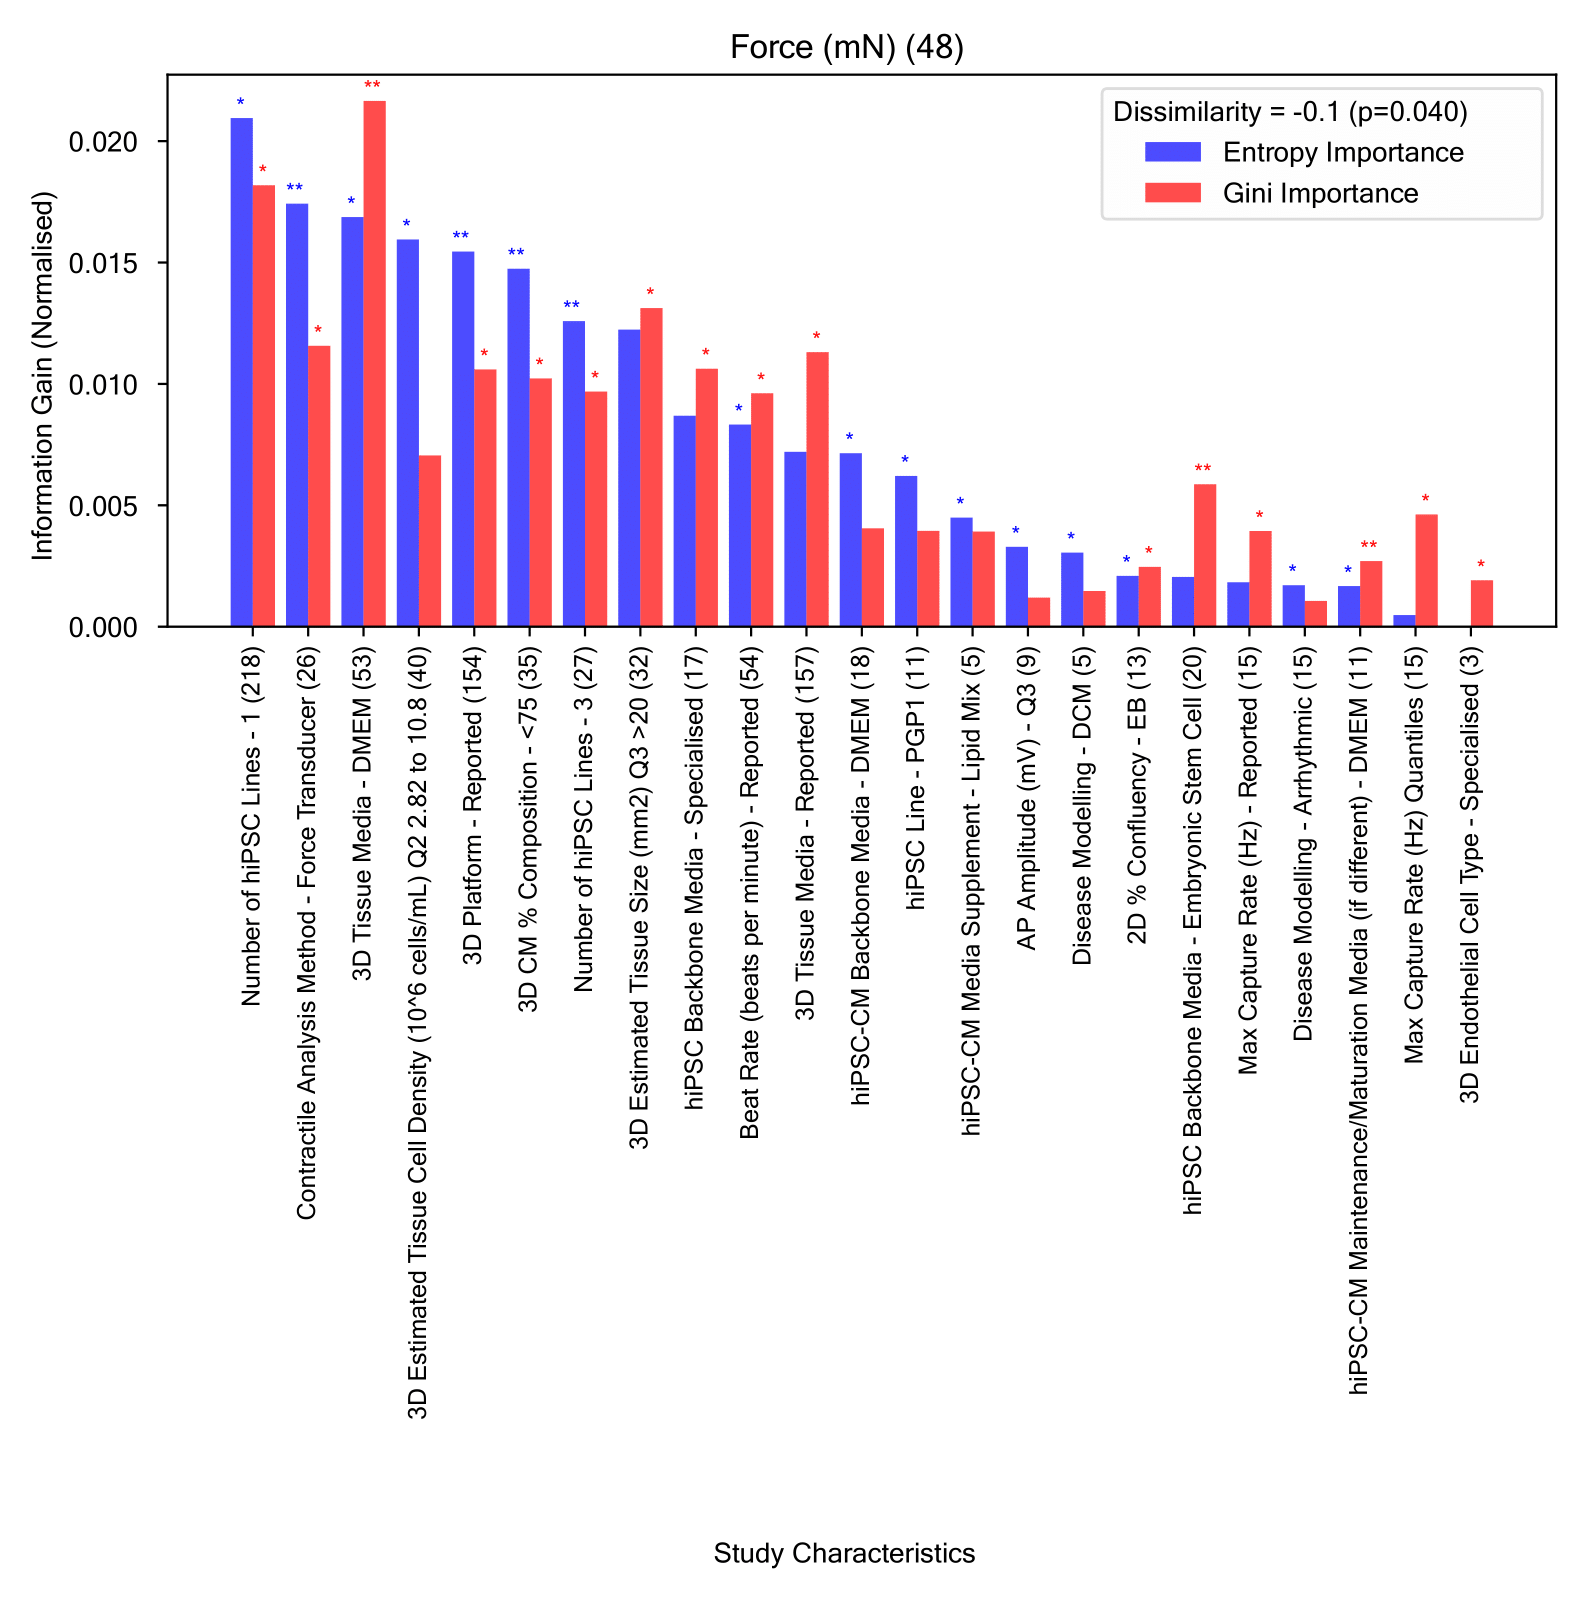 Force (mN) (48)
Dissimilarity = -0.1 (p=0.040)
Entropy Importance
Gini Importance
Information Gain (Normalised)
0.020
0.015
0.010
0.005
0.000
* * ** * * ** * ** * ** * ** * * * * * * * * * * * * * ** * * * ** * *
Number of hiPSC Lines - 1 (218)
Contractile Analysis Method - Force Transducer (26)
3D Tissue Media - DMEM (53)
3D Estimated Tissue Cell Density (10^6 cells/mL) Q2 2.82 to 10.8 (40)
3D Platform - Reported (154)
3D CM % Composition - <75 (35)
Number of hiPSC Lines - 3 (27)
3D Estimated Tissue Size (mm2) Q3 >20 (32)
hiPSC Backbone Media - Specialised (17)
Beat Rate (beats per minute) - Reported (54)
3D Tissue Media - Reported (157)
hiPSC-CM Backbone Media - DMEM (18)
hiPSC Line - PGP1 (11)
hiPSC-CM Media Supplement - Lipid Mix (5)
AP Amplitude (mV) - Q3 (9)
Disease Modelling - DCM (5)
2D % Confluency - EB (13)
hiPSC Backbone Media - Embryonic Stem Cell (20)
Max Capture Rate (Hz) - Reported (15)
Disease Modelling - Arrhythmic (15)
hiPSC-CM Maintenance/Maturation Media (if different) - DMEM (11)
Max Capture Rate (Hz) Quantiles (15)
3D Endothelial Cell Type - Specialised (3)
Study Characteristics